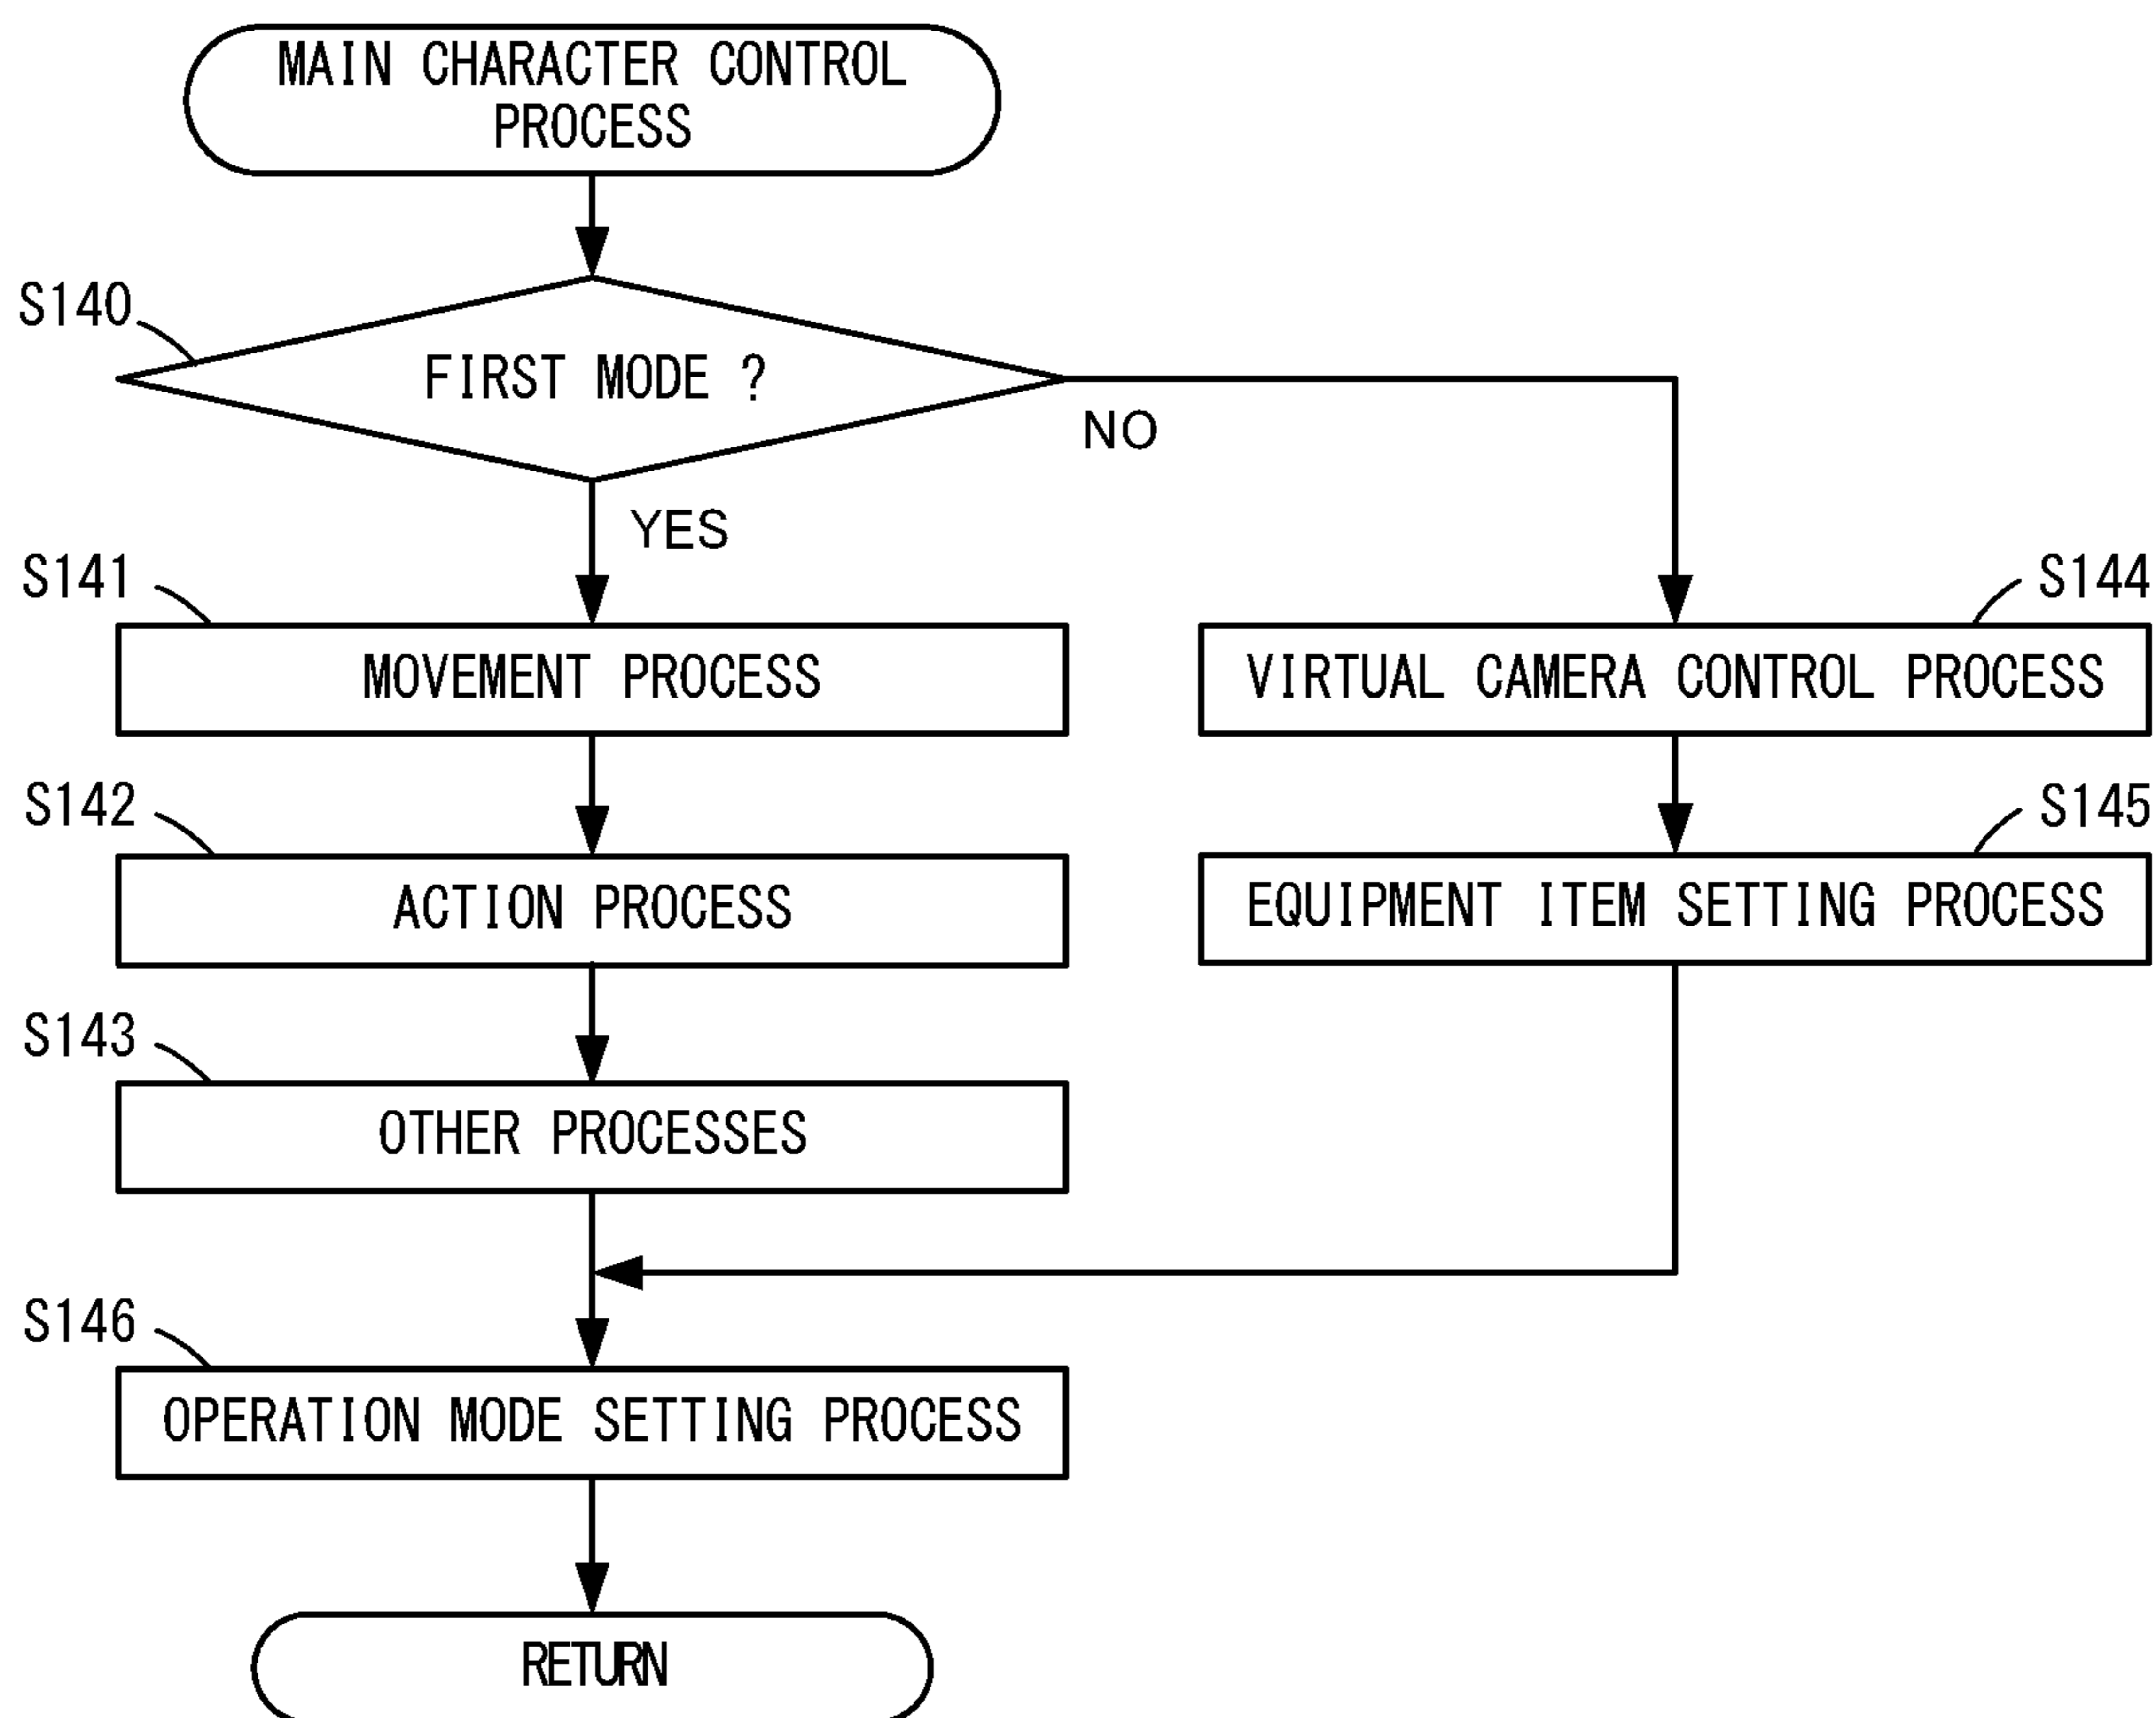 MAIN CHARACTER CONTROL
PROCESS
S140
FIRST MODE ?
NO
YES
S141
MOVEMENT PROCESS
S144
VIRTUAL CAMERA CONTROL PROCESS
S142
ACTION PROCESS
S145
EQUIPMENT ITEM SETTING PROCESS
S143
OTHER PROCESSES
S146
OPERATION MODE SETTING PROCESS
RETURN